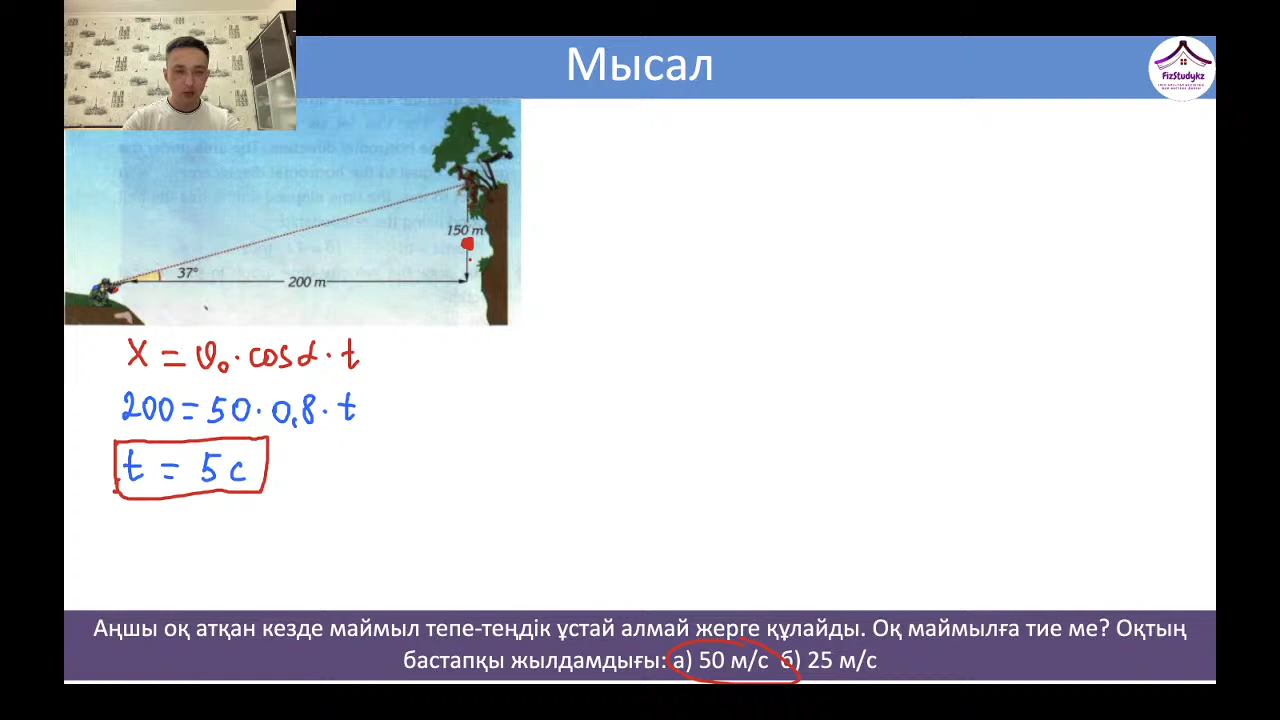 Мысал
FizStudykz
150 m
37°
200 m
X = υ₀ · cosα · t
200 = 50 · 0,8 · t
t = 5 c
Аңшы оқ атқан кезде маймыл тепе-теңдік ұстай алмай жерге құлайды. Оқ маймылға тие ме? Оқтың
бастапқы жылдамдығы: а) 50 м/с б) 25 м/с